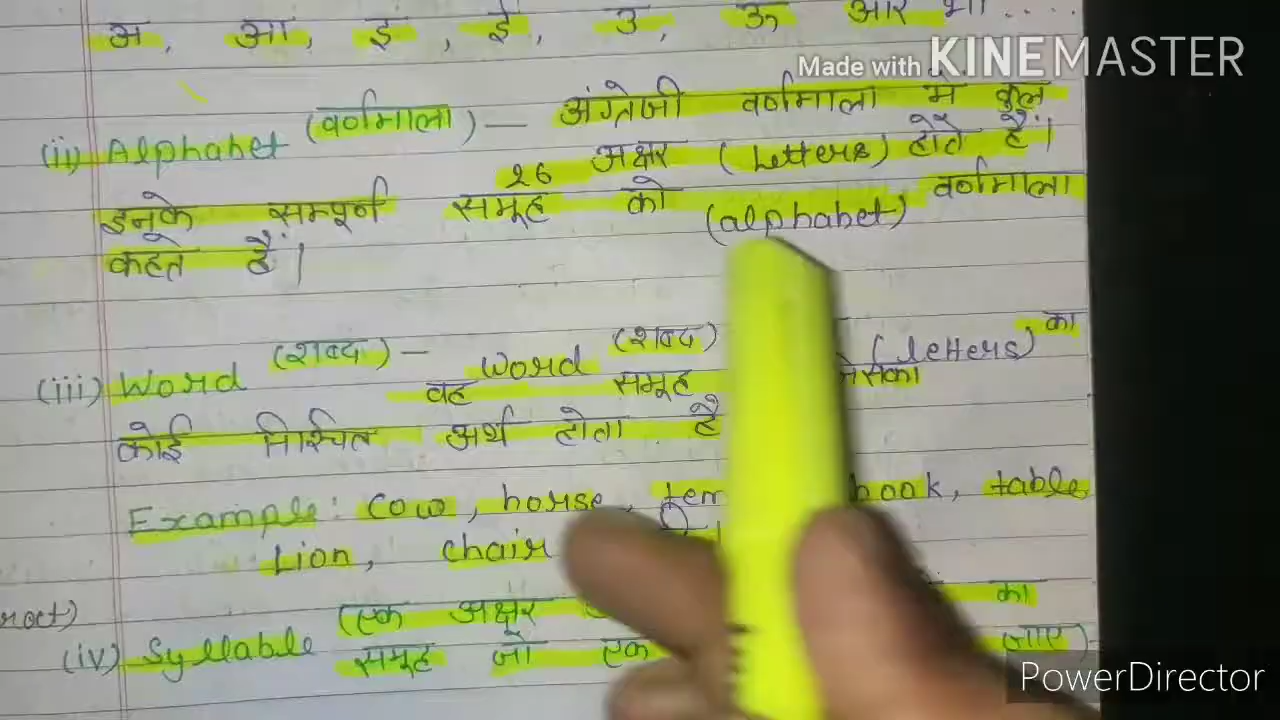 अ, आ, इ, ई, उ, ऊ और भी....
Made with KINEMASTER
(ii) Alphabet (वर्णमाला) — अंग्रेजी वर्णमाला में कुल
26 अक्षर (Letters) होते हैं।
इनके सम्पूर्ण समूह को (alphabet) वर्णमाला
कहते हैं।
(iii) Word (शब्द) — Word (शब्द) (letters) का
वह समूह जिसका
कोई निश्चित अर्थ होता है
Example: Cow, horse, book, table,
Lion, chair
(iv) Syllable (एक अक्षर का
समूह जो एक जाए)
PowerDirector